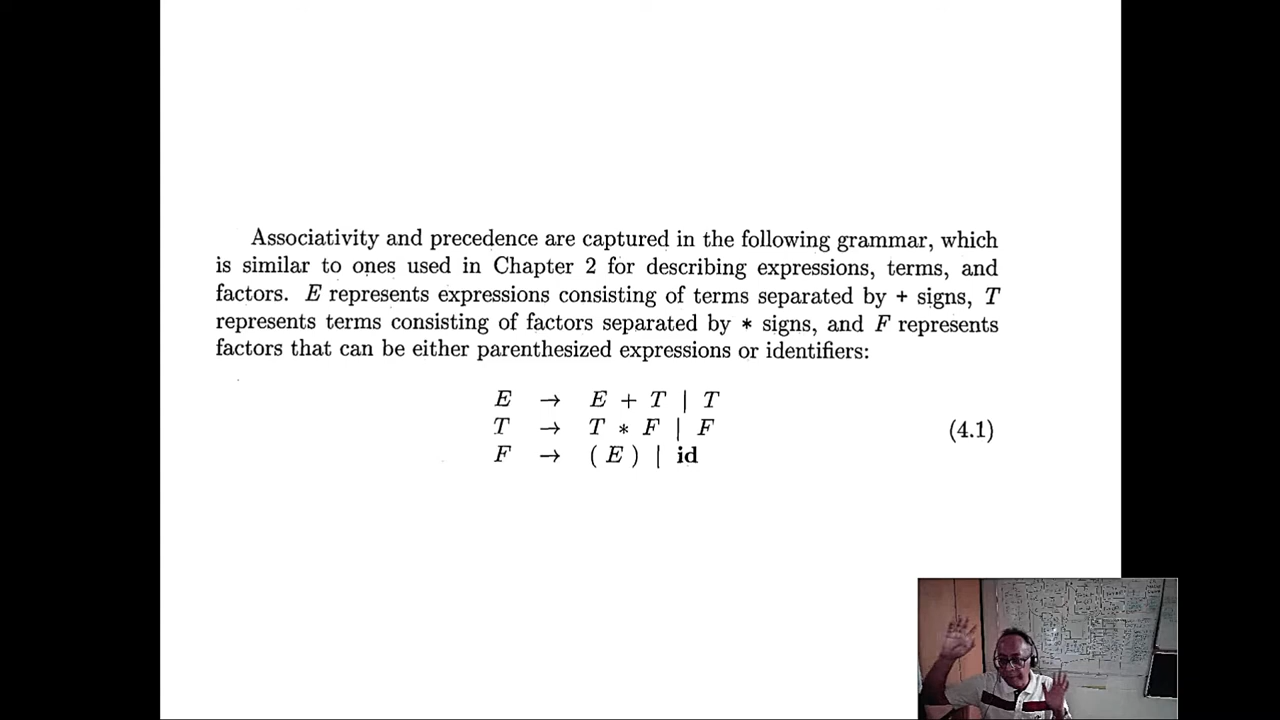 Associativity and precedence are captured in the following grammar, which
is similar to ones used in Chapter 2 for describing expressions, terms, and
factors. E represents expressions consisting of terms separated by + signs, T
represents terms consisting of factors separated by * signs, and F represents
factors that can be either parenthesized expressions or identifiers:
E → E + T | T
T → T * F | F (4.1)
F → ( E ) | id